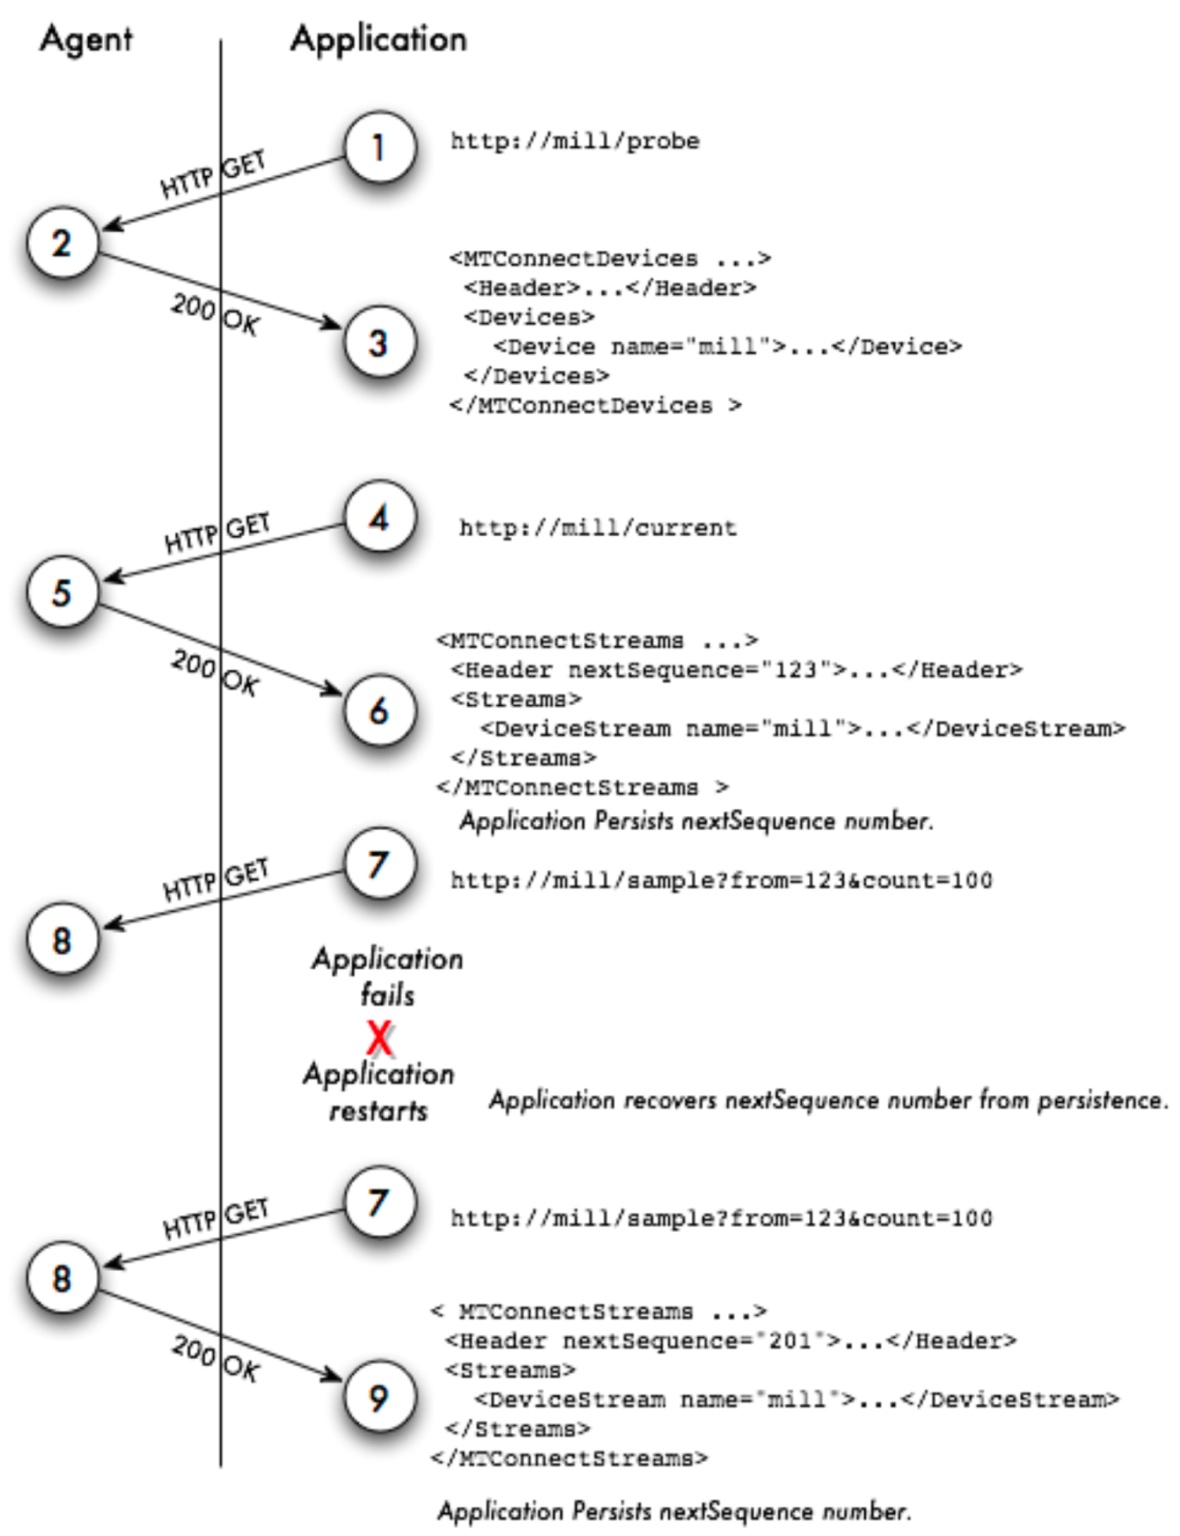 Agent
Application
1
http://mill/probe
HTTP GET
2
<MTConnectDevices ...>
<Header>...</Header>
200 OK
<Devices>
3
<Device name="mill">...</Device>
</Devices>
</MTConnectDevices >
4
http://mill/current
HTTP GET
5
<MTConnectStreams ...>
200 OK
<Header nextSequence="123">...</Header>
<Streams>
6
<DeviceStream name="mill">...</DeviceStream>
</Streams>
</MTConnectStreams >
Application Persists nextSequence number.
7
HTTP GET
http://mill/sample?from=123&count=100
8
Application
fails
X
Application
restarts
Application recovers nextSequence number from persistence.
7
HTTP GET
http://mill/sample?from=123&count=100
8
< MTConnectStreams ...>
200 OK
<Header nextSequence="201">...</Header>
<Streams>
9
<DeviceStream name="mill">...</DeviceStream>
</Streams>
</MTConnectStreams>
Application Persists nextSequence number.